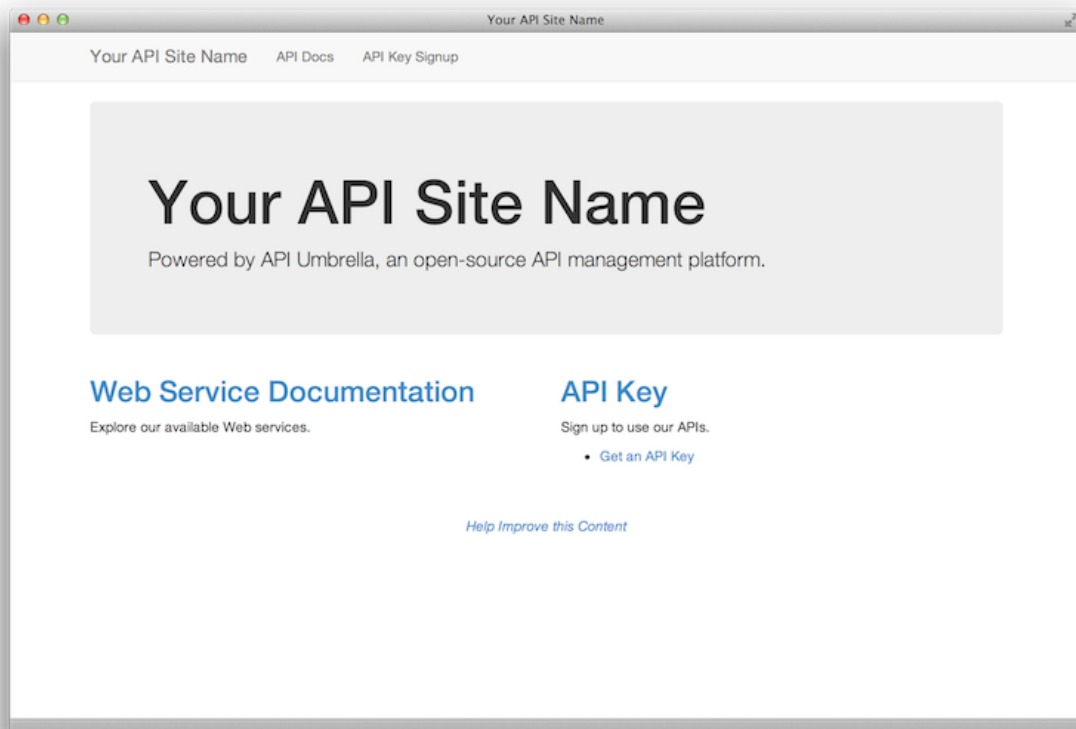 Your API Site Name
Your API Site Name API Docs API Key Signup
Your API Site Name
Powered by API Umbrella, an open-source API management platform.
Web Service Documentation
Explore our available Web services.
API Key
Sign up to use our APIs.
Get an API Key
Help Improve this Content